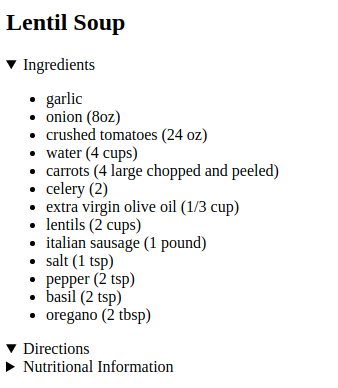 Lentil Soup
Ingredients
garlic
onion (8oz)
crushed tomatoes (24 oz)
water (4 cups)
carrots (4 large chopped and peeled)
celery (2)
extra virgin olive oil (1/3 cup)
lentils (2 cups)
italian sausage (1 pound)
salt (1 tsp)
pepper (2 tsp)
basil (2 tsp)
oregano (2 tbsp)
Directions
Nutritional Information